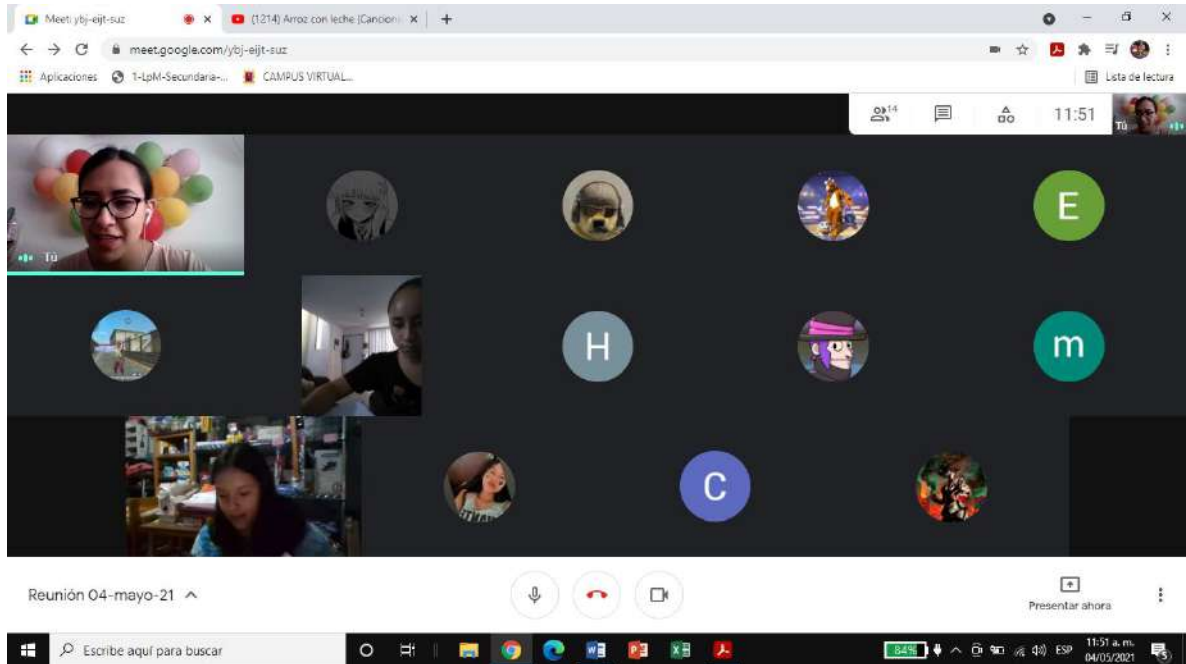 Meet: ybj-eijt-suz
(1214) Arroz con leche (Cancion
meet.google.com/ybj-eijt-suz
Aplicaciones
1-LpM-Secundaria-...
CAMPUS VIRTUAL...
Lista de lectura
14
11:51
Tú
Tú
E
H
m
C
Reunión 04-mayo-21
Presentar ahora
Escribe aquí para buscar
84%
ESP
11:51 a. m.
04/05/2021
5